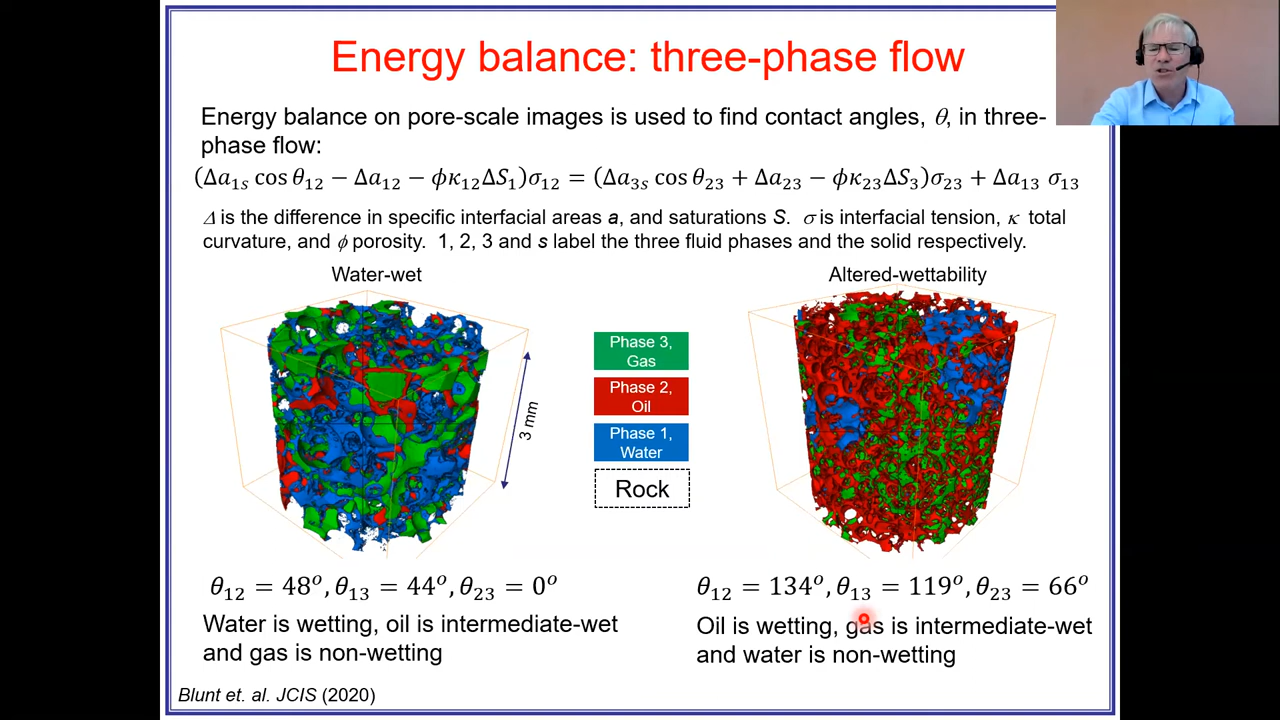 Energy balance: three-phase flow
Energy balance on pore-scale images is used to find contact angles, θ, in three-
phase flow:
(Δa₁ₛ cos θ₁₂ − Δa₁₂ − ϕκ₁₂ΔS₁)σ₁₂ = (Δa₃ₛ cos θ₂₃ + Δa₂₃ − ϕκ₂₃ΔS₃)σ₂₃ + Δa₁₃ σ₁₃
Δ is the difference in specific interfacial areas a, and saturations S. σ is interfacial tension, κ total
curvature, and ϕ porosity. 1, 2, 3 and s label the three fluid phases and the solid respectively.
Water-wet
Altered-wettability
Phase 3,
Gas
Phase 2,
Oil
Phase 1,
Water
Rock
3 mm
θ₁₂ = 48°, θ₁₃ = 44°, θ₂₃ = 0°
Water is wetting, oil is intermediate-wet
and gas is non-wetting
θ₁₂ = 134°, θ₁₃ = 119°, θ₂₃ = 66°
Oil is wetting, gas is intermediate-wet
and water is non-wetting
Blunt et. al. JCIS (2020)